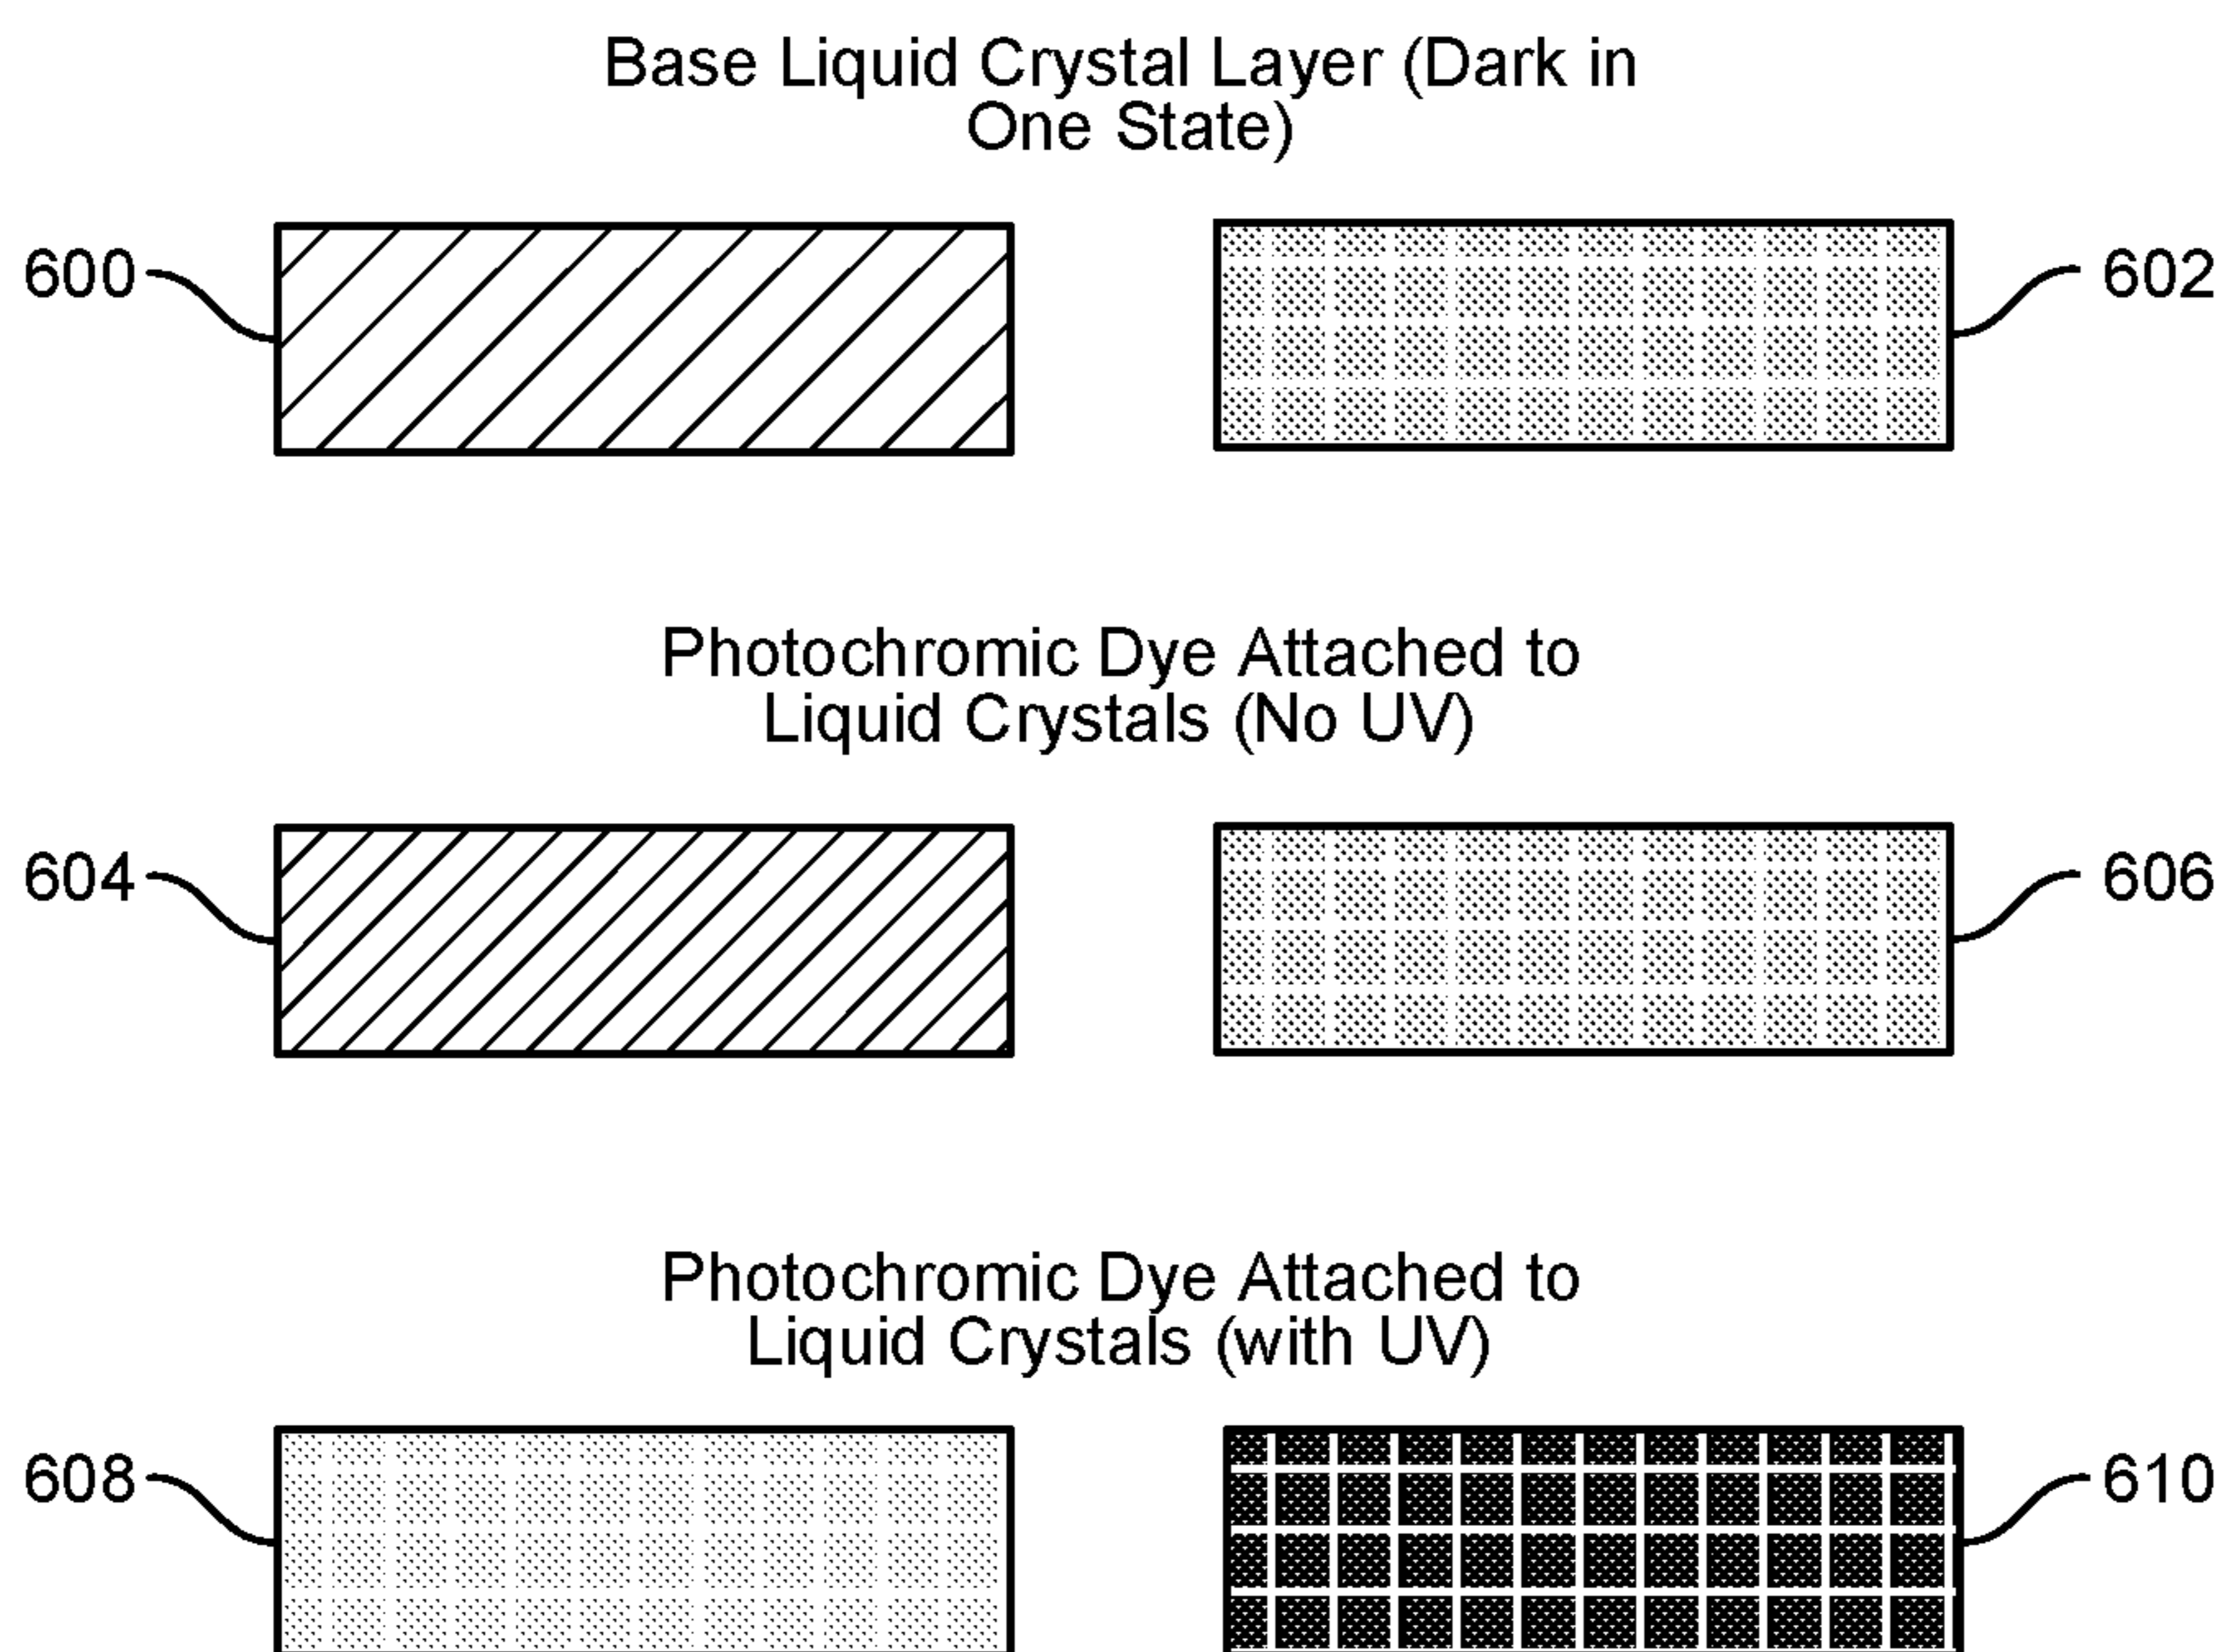 Base Liquid Crystal Layer (Dark in
One State)
600
602
Photochromic Dye Attached to
Liquid Crystals (No UV)
604
606
Photochromic Dye Attached to
Liquid Crystals (with UV)
608
610